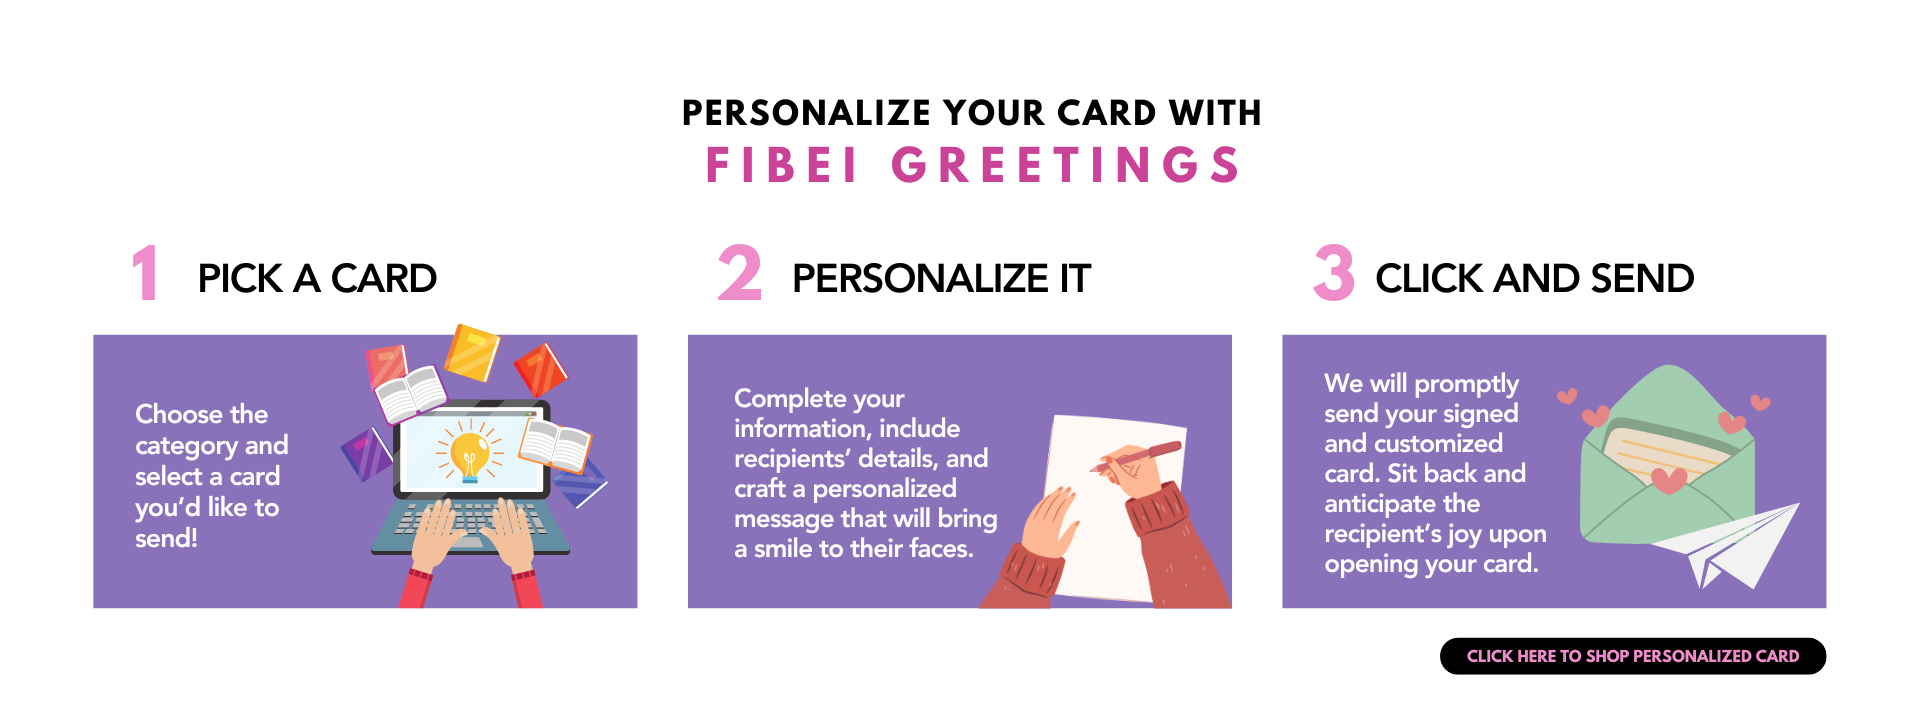 PERSONALIZE YOUR CARD WITH
FIBEI GREETINGS
1 PICK A CARD
Choose the
category and
select a card
you’d like to
send!
2 PERSONALIZE IT
Complete your
information, include
recipients’ details, and
craft a personalized
message that will bring
a smile to their faces.
3 CLICK AND SEND
We will promptly
send your signed
and customized
card. Sit back and
anticipate the
recipient’s joy upon
opening your card.
CLICK HERE TO SHOP PERSONALIZED CARD